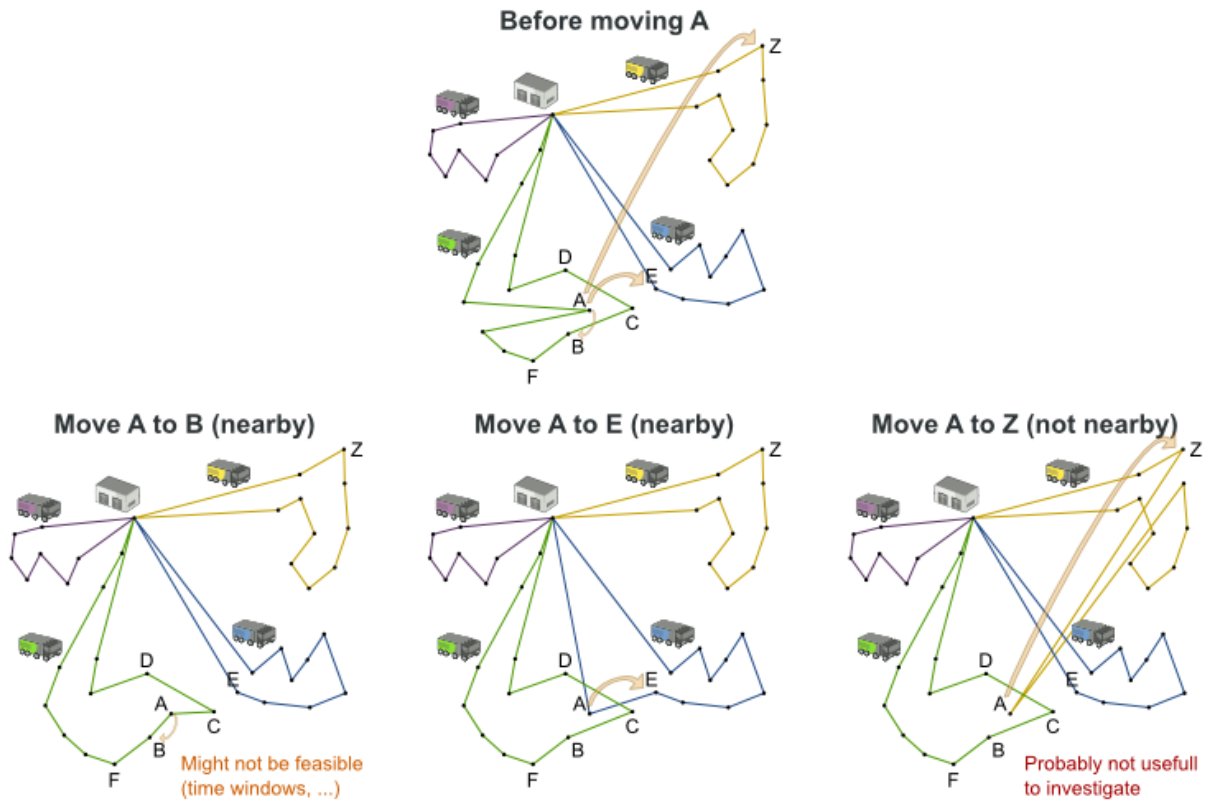 Before moving A
Z
D
E
A
C
B
F
Move A to B (nearby)
Z
D
E
A
C
B
F
Might not be feasible
(time windows, ...)
Move A to E (nearby)
Z
D
E
A
C
B
F
Move A to Z (not nearby)
Z
D
E
A
C
B
F
Probably not usefull
to investigate